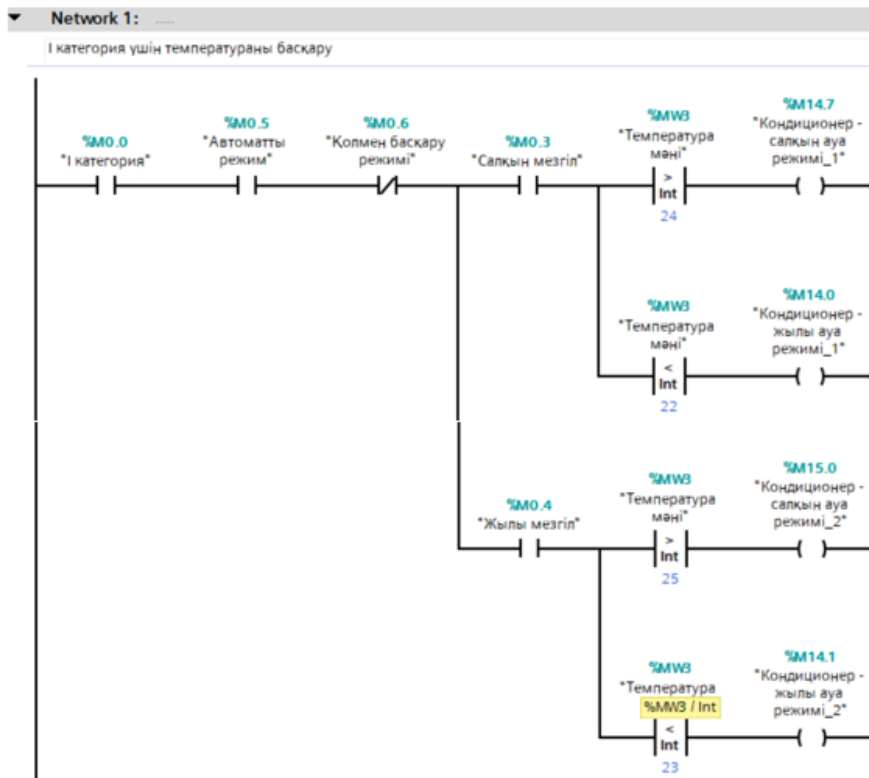 Network 1: .....
І категория үшін температураны басқару
%M0.0
"І категория"
%M0.5
"Автоматты
режим"
%M0.6
"Қолмен басқару
режимі"
%M0.3
"Салқын мезгіл"
%MW3
"Температура
мәні"
>
Int
24
%M14.7
"Кондиционер -
салқын ауа
режимі_1"
%MW3
"Температура
мәні"
<
Int
22
%M14.0
"Кондиционер -
жылы ауа
режимі_1"
%M0.4
"Жылы мезгіл"
%MW3
"Температура
мәні"
>
Int
25
%M15.0
"Кондиционер -
салқын ауа
режимі_2"
%MW3
"Температура
%MW3 / Int
<
Int
23
%M14.1
"Кондиционер -
жылы ауа
режимі_2"